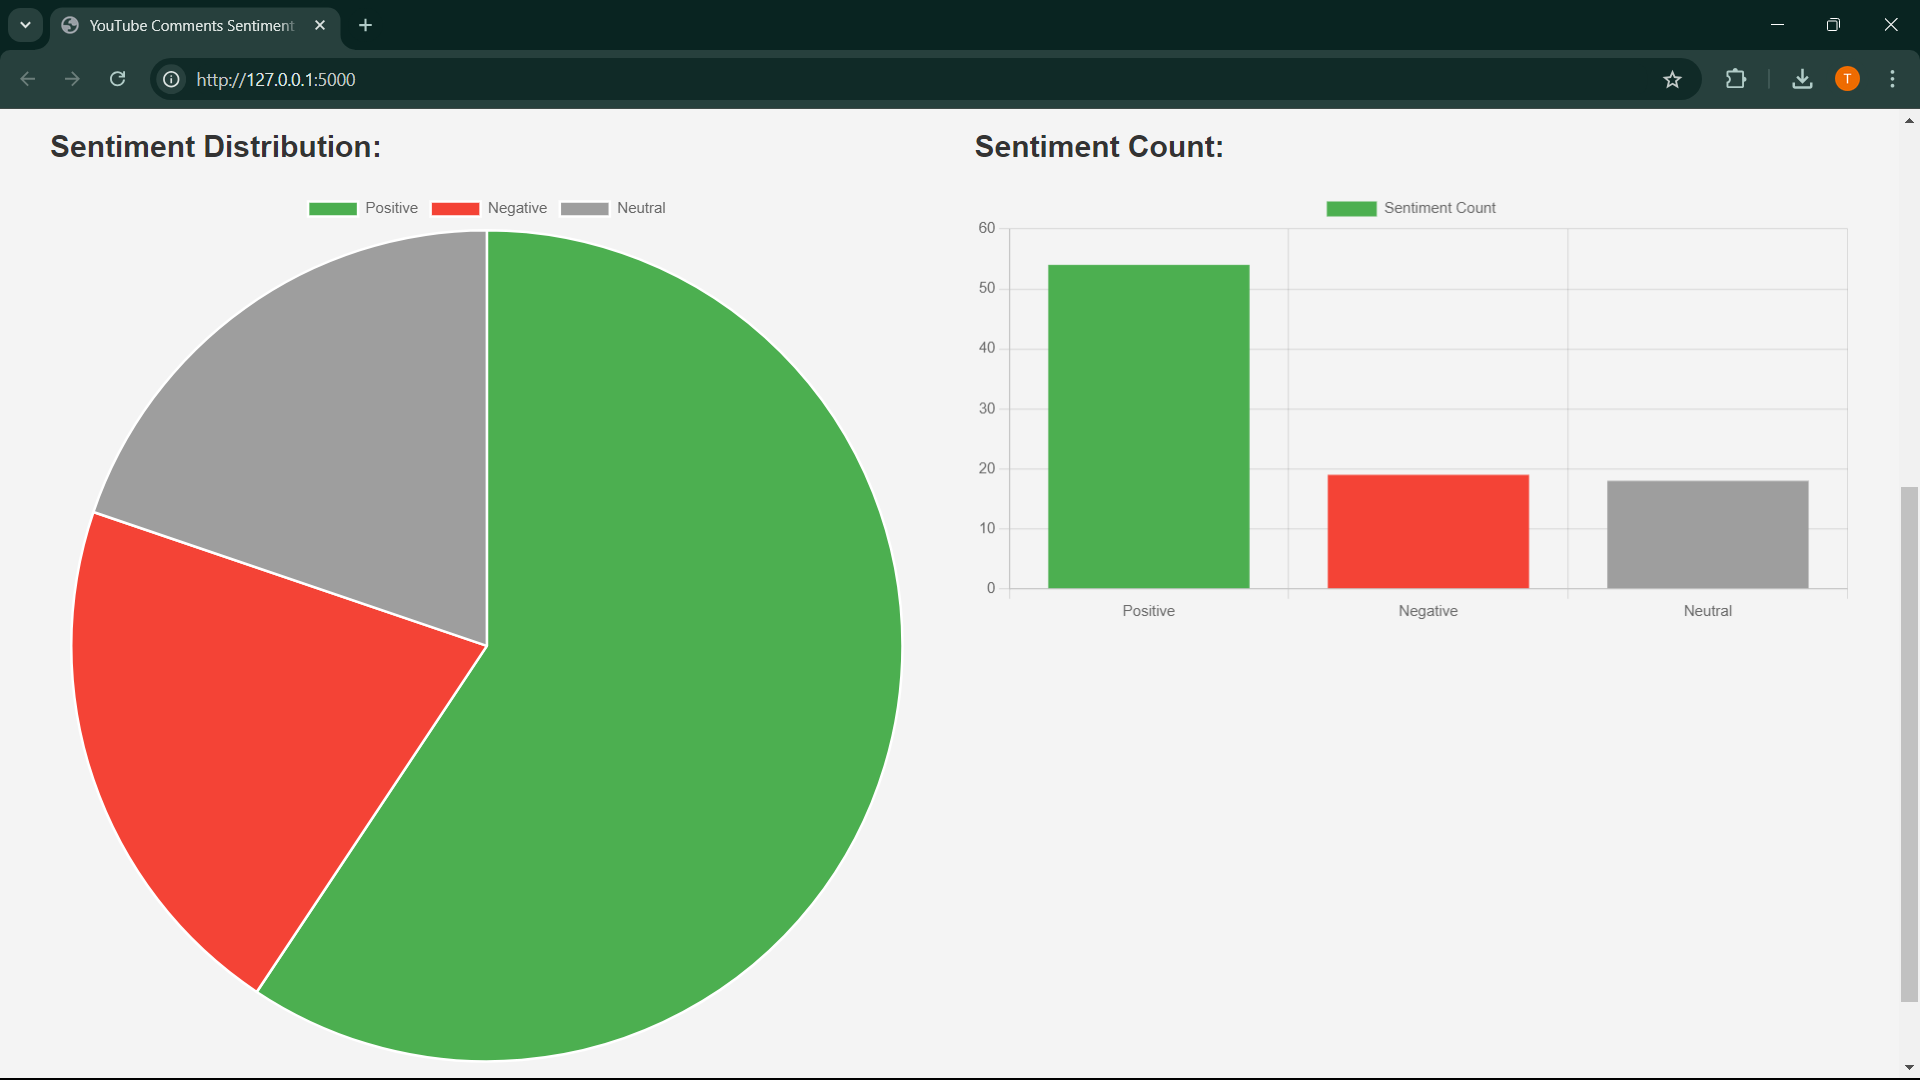 YouTube Comments Sentiment
http://127.0.0.1:5000
T
Sentiment Distribution:
Positive Negative Neutral
Sentiment Count:
Sentiment Count
60
50
40
30
20
10
0
Positive Negative Neutral